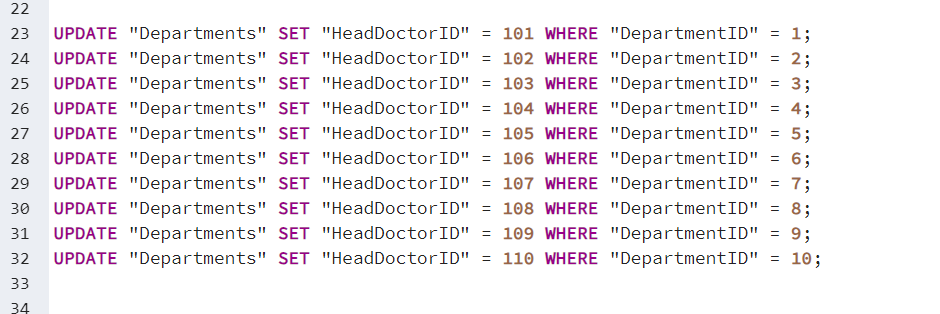 22
23 UPDATE "Departments" SET "HeadDoctorID" = 101 WHERE "DepartmentID" = 1;
24 UPDATE "Departments" SET "HeadDoctorID" = 102 WHERE "DepartmentID" = 2;
25 UPDATE "Departments" SET "HeadDoctorID" = 103 WHERE "DepartmentID" = 3;
26 UPDATE "Departments" SET "HeadDoctorID" = 104 WHERE "DepartmentID" = 4;
27 UPDATE "Departments" SET "HeadDoctorID" = 105 WHERE "DepartmentID" = 5;
28 UPDATE "Departments" SET "HeadDoctorID" = 106 WHERE "DepartmentID" = 6;
29 UPDATE "Departments" SET "HeadDoctorID" = 107 WHERE "DepartmentID" = 7;
30 UPDATE "Departments" SET "HeadDoctorID" = 108 WHERE "DepartmentID" = 8;
31 UPDATE "Departments" SET "HeadDoctorID" = 109 WHERE "DepartmentID" = 9;
32 UPDATE "Departments" SET "HeadDoctorID" = 110 WHERE "DepartmentID" = 10;
33
34